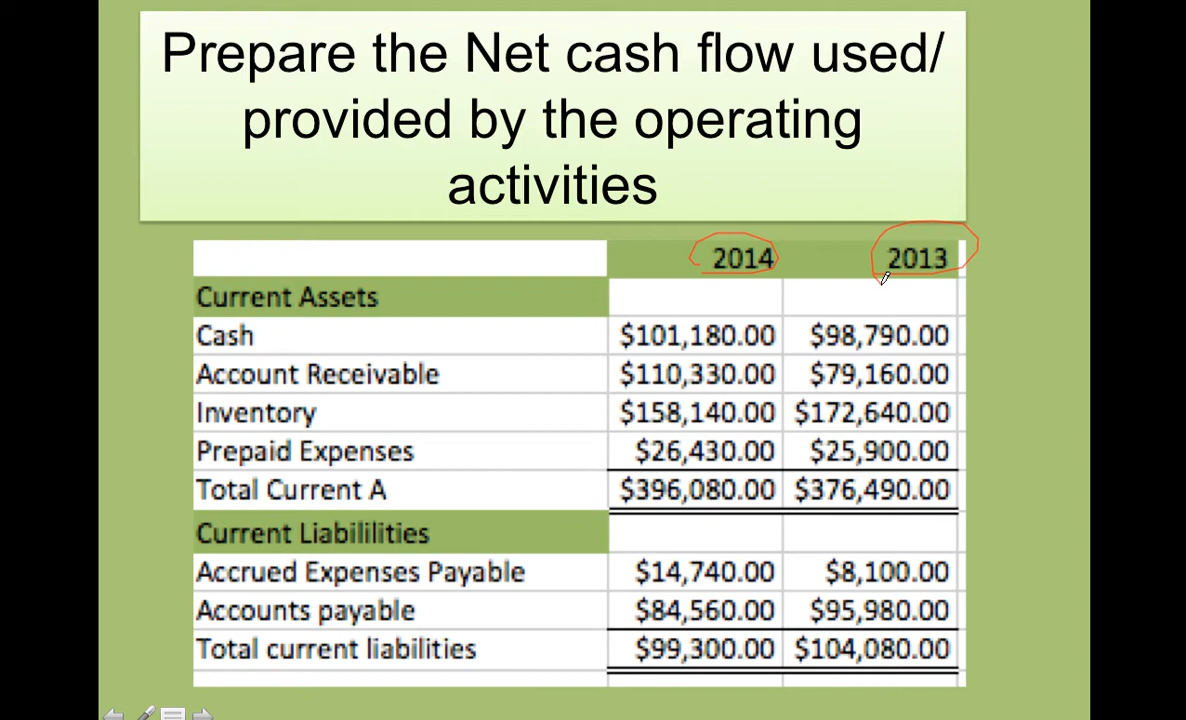 Prepare the Net cash flow used/
provided by the operating
activities
2014 2013
Current Assets
Cash $101,180.00 $98,790.00
Account Receivable $110,330.00 $79,160.00
Inventory $158,140.00 $172,640.00
Prepaid Expenses $26,430.00 $25,900.00
Total Current A $396,080.00 $376,490.00
Current Liabililities
Accrued Expenses Payable $14,740.00 $8,100.00
Accounts payable $84,560.00 $95,980.00
Total current liabilities $99,300.00 $104,080.00